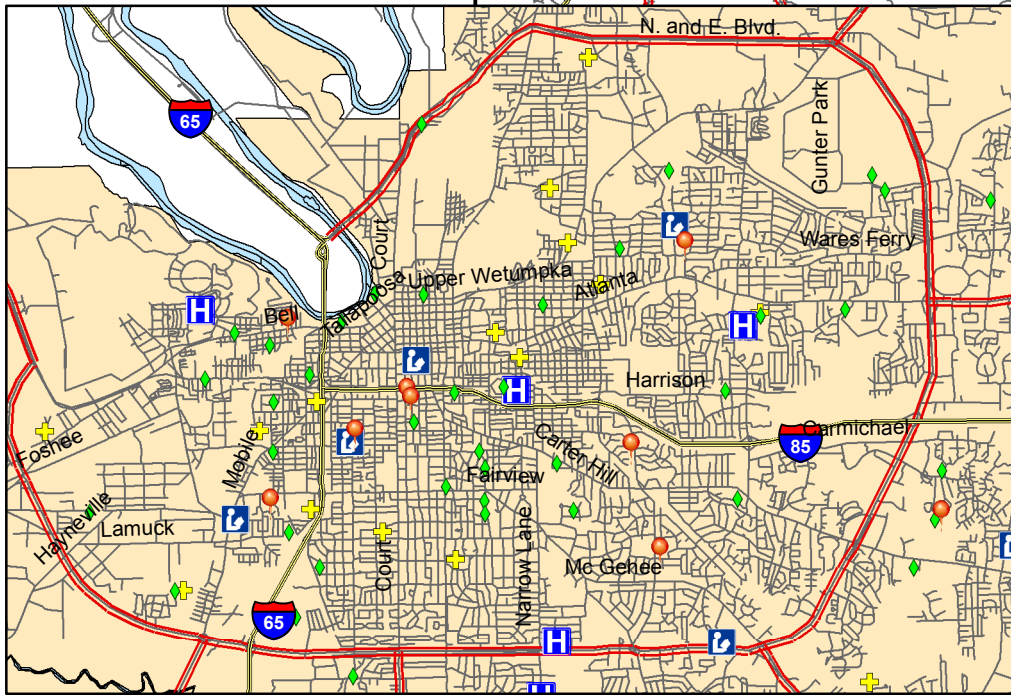 N. and E. Blvd.
65
Gunter Park
Court
Wares Ferry
Upper Wetumpka
Atlanta
Tallapoosa
H
Bell
H
Harrison
H
Carmichael
85
Foshee
Mobile
Carter Hill
Fairview
Hayneville
Lamuck
Court
Narrow Lane
Mc Gehee
65
H
H